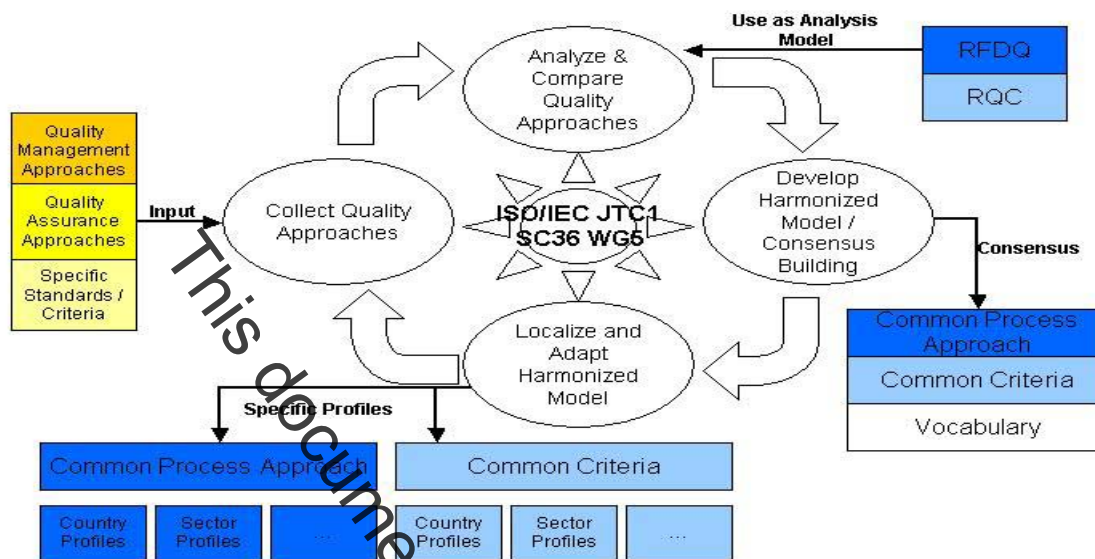 Use as Analysis
Model
RFDQ
RQC
Analyze &
Compare
Quality
Approaches
Quality
Management
Approaches
Quality
Assurance
Approaches
Specific
Standards /
Criteria
Input
Collect Quality
Approaches
ISO/IEC JTC1
SC36 WG5
Develop
Harmonized
Model /
Consensus
Building
Consensus
Common Process
Approach
Common Criteria
Vocabulary
Localize and
Adapt
Harmonized
Model
Specific Profiles
Common Process Approach
Common Criteria
Country
Profiles
Sector
Profiles
...
Country
Profiles
Sector
Profiles
...
This docume